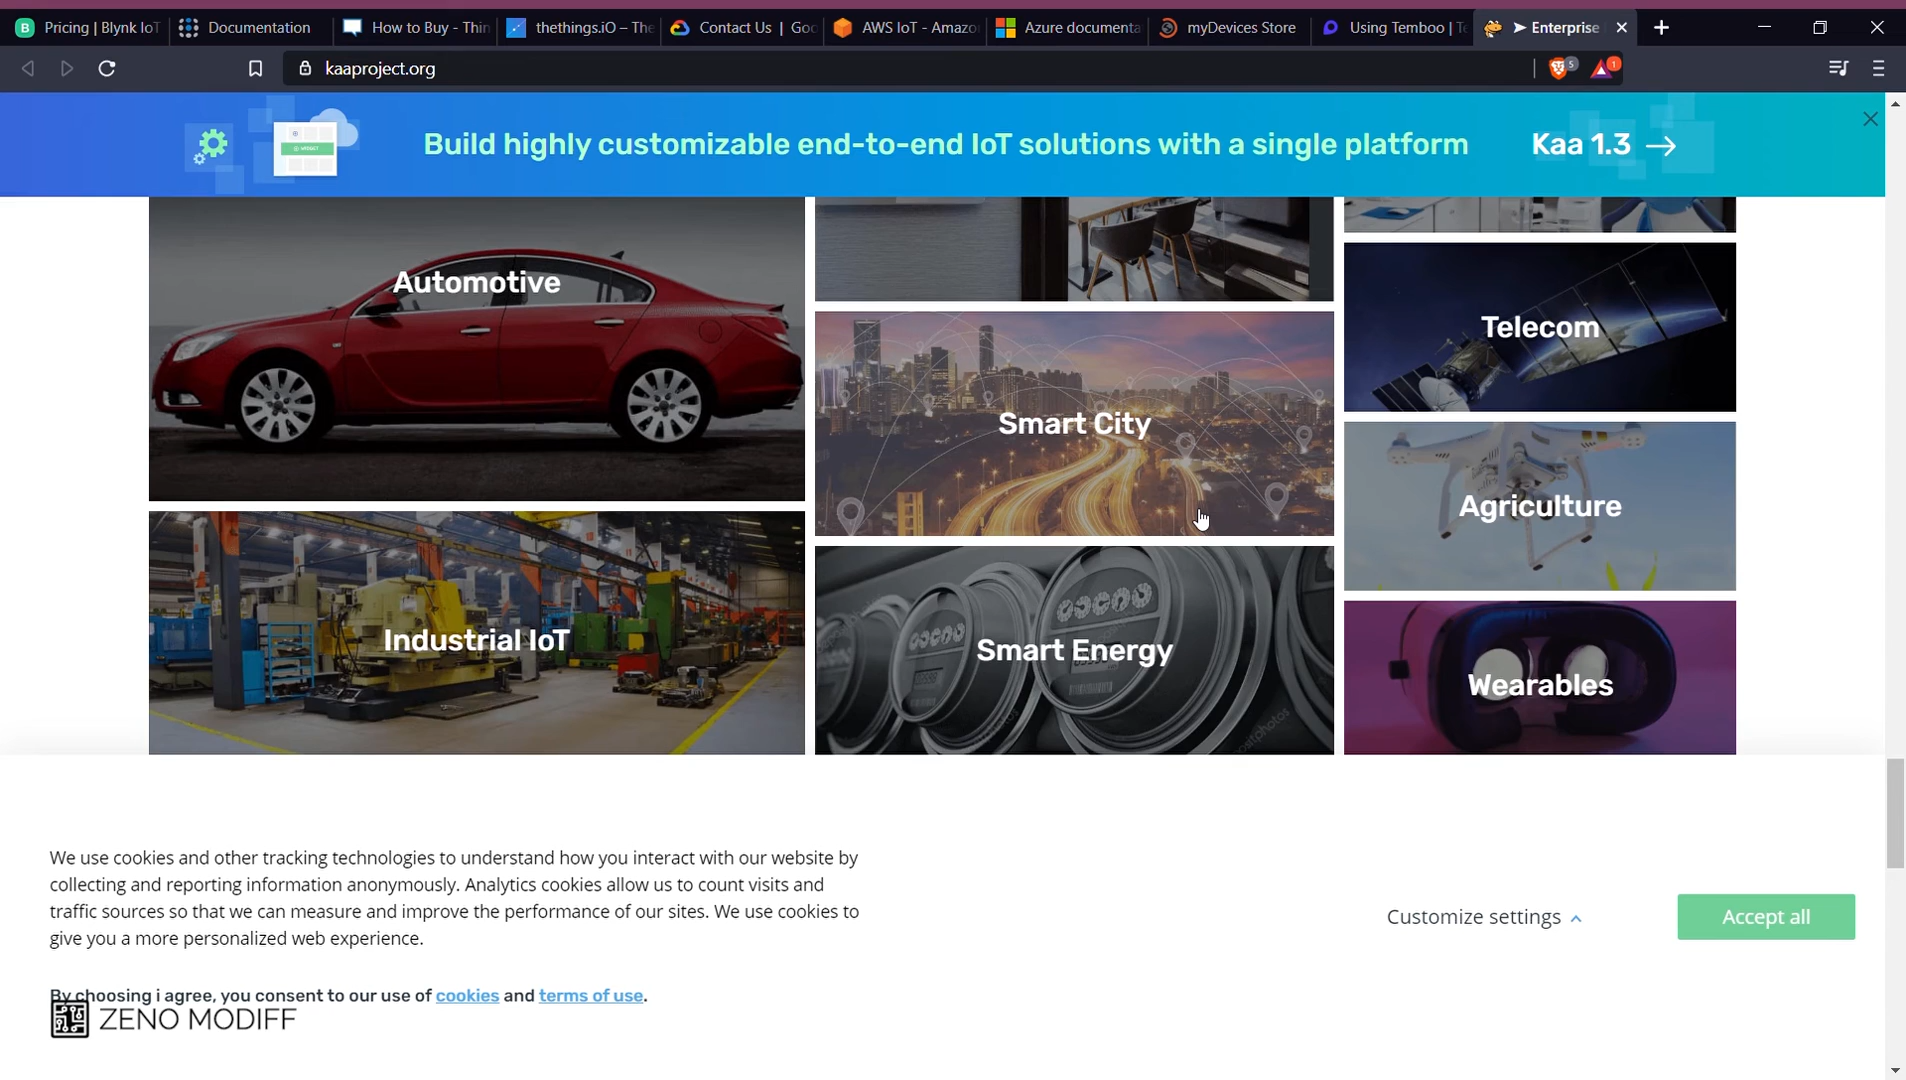 Pricing | Blynk IoT
Documentation
How to Buy - Thin
thethings.iO – The
Contact Us | Goo
AWS IoT - Amazo
Azure documenta
myDevices Store
Using Temboo | Te
➤ Enterprise
kaaproject.org
5
1
Build highly customizable end-to-end IoT solutions with a single platform
Kaa 1.3 →
Automotive
Telecom
Smart City
Agriculture
Industrial IoT
Smart Energy
Wearables
We use cookies and other tracking technologies to understand how you interact with our website by
collecting and reporting information anonymously. Analytics cookies allow us to count visits and
traffic sources so that we can measure and improve the performance of our sites. We use cookies to
give you a more personalized web experience.
Customize settings
Accept all
By choosing i agree, you consent to our use of cookies and terms of use.
ZENO MODIFF